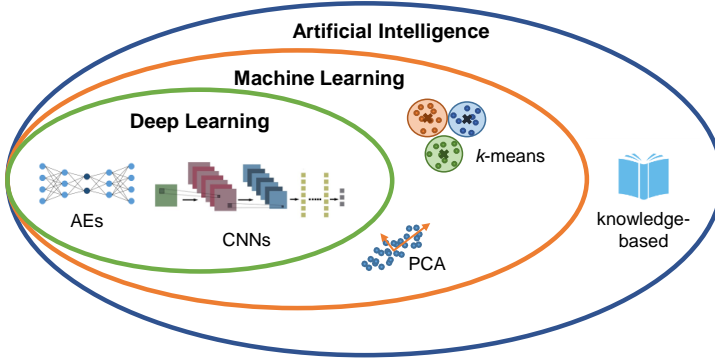 Artificial Intelligence
Machine Learning
Deep Learning
k-means
AEs
CNNs
knowledge-
based
PCA